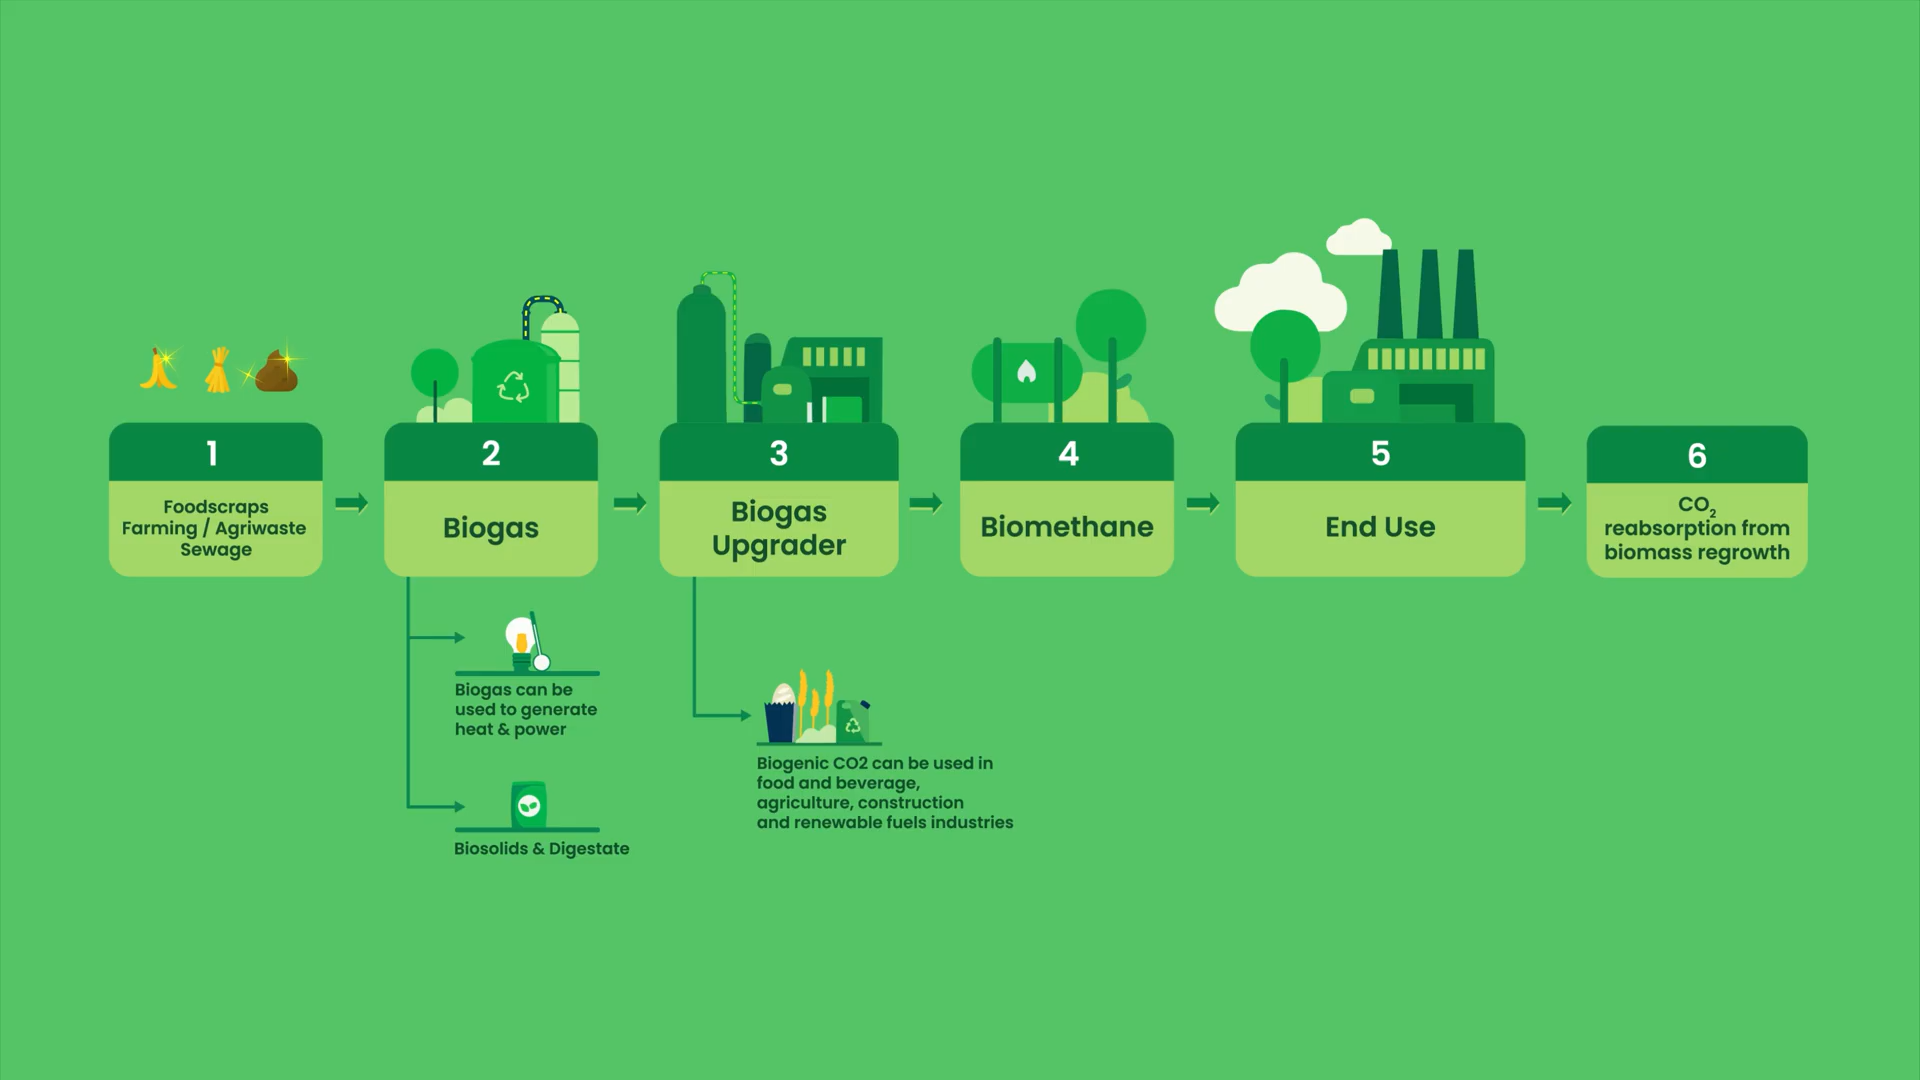 1
Foodscraps
Farming / Agriwaste
Sewage
2
Biogas
Biogas can be
used to generate
heat & power
Biosolids & Digestate
3
Biogas
Upgrader
Biogenic CO2 can be used in
food and beverage,
agriculture, construction
and renewable fuels industries
4
Biomethane
5
End Use
6
CO₂
reabsorption from
biomass regrowth